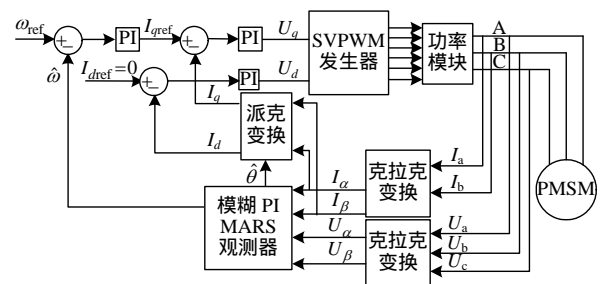 ω_ref
PI
I_qref
PI
U_q
SVPWM
发生器
功率
模块
A
B
C
ω̂
I_dref=0
PI
U_d
I_q
I_d
派克
变换
θ̂
I_α
I_β
克拉克
变换
I_a
I_b
PMSM
模糊 PI
MARS
观测器
U_α
U_β
克拉克
变换
U_a
U_b
U_c